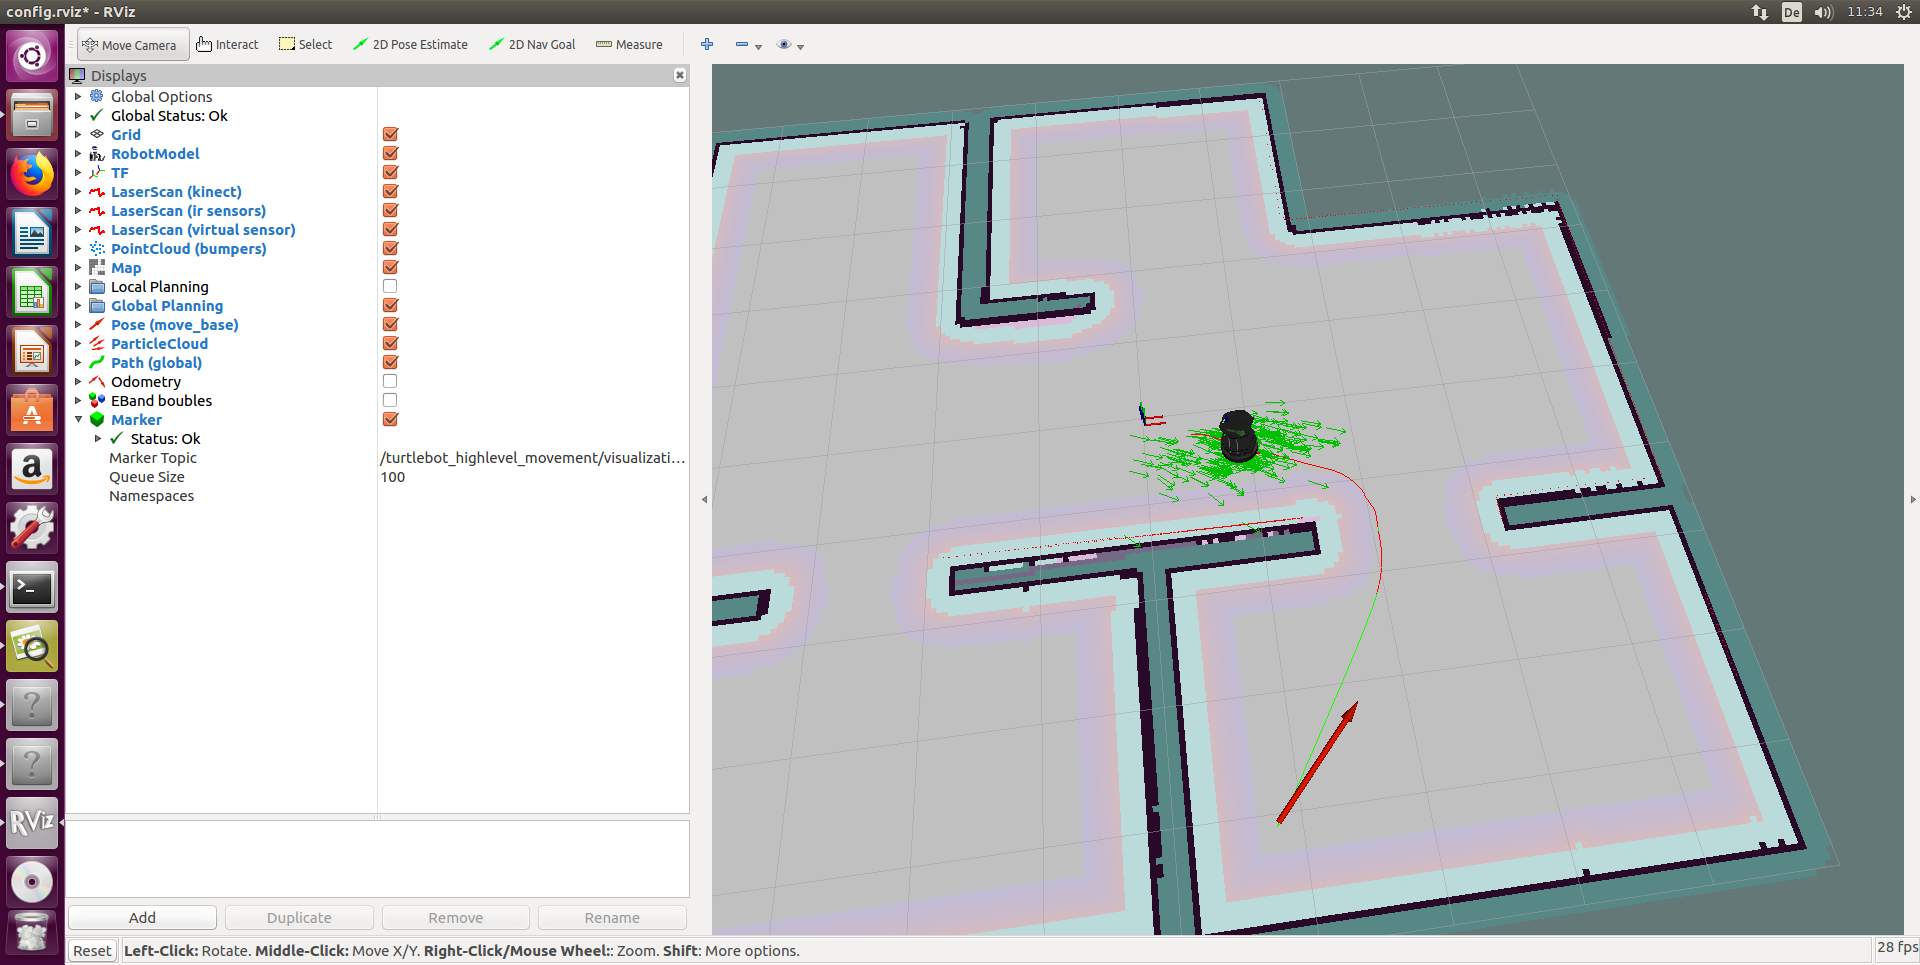 config.rviz* - RViz
De
11:34
Move Camera
Interact
Select
2D Pose Estimate
2D Nav Goal
Measure
Displays
Global Options
Global Status: Ok
Grid
RobotModel
TF
LaserScan (kinect)
LaserScan (ir sensors)
LaserScan (virtual sensor)
PointCloud (bumpers)
Map
Local Planning
Global Planning
Pose (move_base)
ParticleCloud
Path (global)
Odometry
EBand boubles
Marker
Status: Ok
Marker Topic /turtlebot_highlevel_movement/visualizati...
Queue Size 100
Namespaces
a
>_
?
?
RViz
Add
Duplicate
Remove
Rename
Reset
Left-Click: Rotate. Middle-Click: Move X/Y. Right-Click/Mouse Wheel:: Zoom. Shift: More options.
28 fps